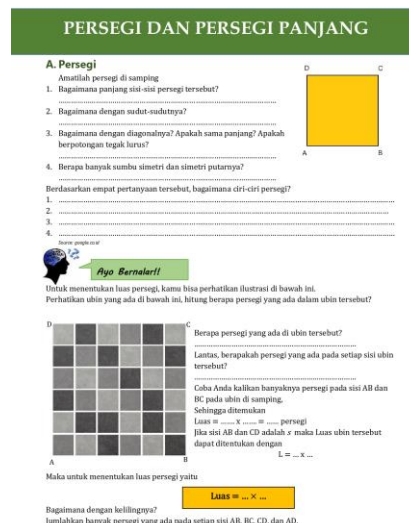 PERSEGI DAN PERSEGI PANJANG
A. Persegi
Amatilah persegi di samping
1. Bagaimana panjang sisi-sisi persegi tersebut?
2. Bagaimana dengan sudut-sudutnya?
3. Bagaimana dengan diagonalnya? Apakah sama panjang? Apakah
berpotongan tegak lurus?
4. Berapa banyak sumbu simetri dan simetri putarnya?
D C
A B
Berdasarkan empat pertanyaan tersebut, bagaimana ciri-ciri persegi?
1.
2.
3.
4.
Source: google.co.id
Ayo Bernalar!!
Untuk menentukan luas persegi, kamu bisa perhatikan ilustrasi di bawah ini.
Perhatikan ubin yang ada di bawah ini, hitung berapa persegi yang ada dalam ubin tersebut?
D C
A B
Berapa persegi yang ada di ubin tersebut?
Lantas, berapakah persegi yang ada pada setiap sisi ubin
tersebut?
Coba Anda kalikan banyaknya persegi pada sisi AB dan
BC pada ubin di samping,
Sehingga ditemukan
Luas = ....... x ....... = ...... persegi
Jika sisi AB dan CD adalah s maka Luas ubin tersebut
dapat ditentukan dengan
L = ... x ...
Maka untuk menentukan luas persegi yaitu
Luas = ... × ...
Bagaimana dengan kelilingnya?
Jumlahkan banyak persegi yang ada pada setiap sisi AB, BC, CD, dan AD.